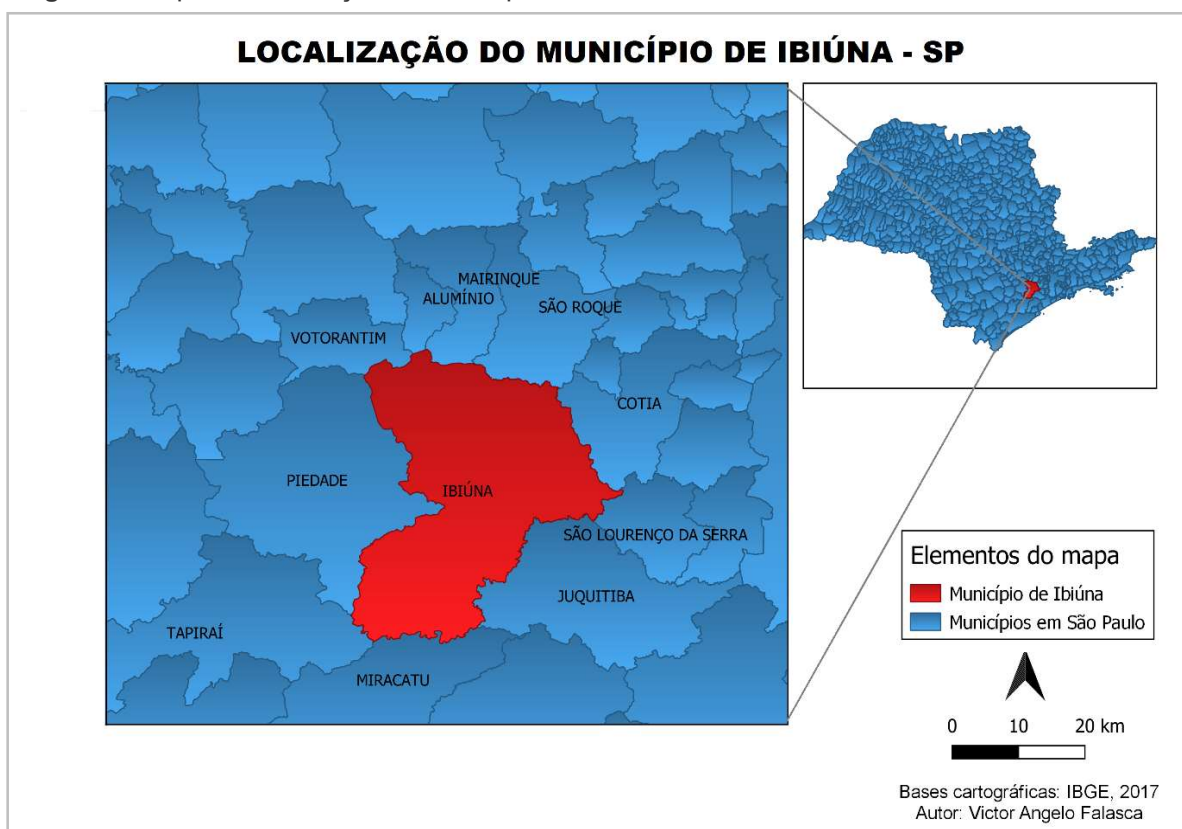 LOCALIZAÇÃO DO MUNICÍPIO DE IBIÚNA - SP
MAIRINQUE
ALUMÍNIO
SÃO ROQUE
VOTORANTIM
COTIA
PIEDADE
IBIÚNA
SÃO LOURENÇO DA SERRA
JUQUITIBA
TAPIRAÍ
MIRACATU
Elementos do mapa
Município de Ibiúna
Municípios em São Paulo
0 10 20 km
Bases cartográficas: IBGE, 2017
Autor: Victor Angelo Falasca